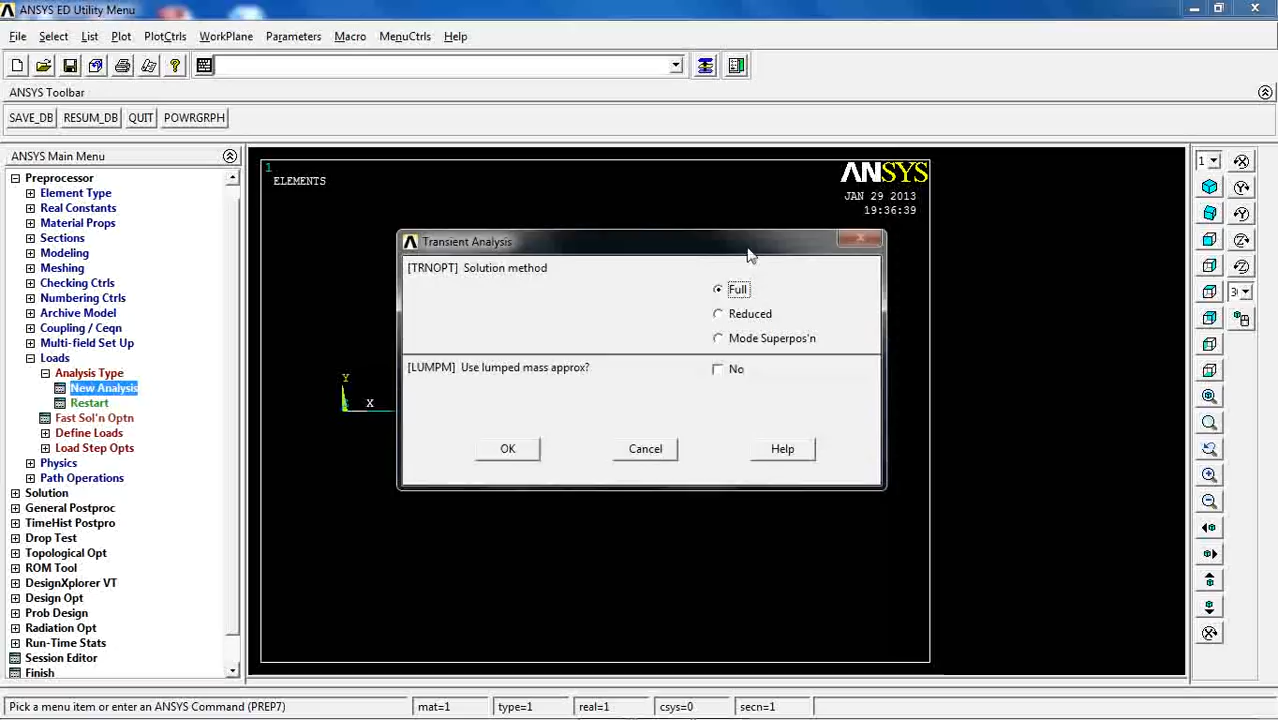 ANSYS ED Utility Menu
File Select List Plot PlotCtrls WorkPlane Parameters Macro MenuCtrls Help
ANSYS Toolbar
SAVE_DB RESUM_DB QUIT POWRGRPH
ANSYS Main Menu
Preprocessor
Element Type
Real Constants
Material Props
Sections
Modeling
Meshing
Checking Ctrls
Numbering Ctrls
Archive Model
Coupling / Ceqn
Multi-field Set Up
Loads
Analysis Type
New Analysis
Restart
Fast Sol'n Optn
Define Loads
Load Step Opts
Physics
Path Operations
Solution
General Postproc
TimeHist Postpro
Drop Test
Topological Opt
ROM Tool
DesignXplorer VT
Design Opt
Prob Design
Radiation Opt
Run-Time Stats
Session Editor
Finish
1
ELEMENTS
ANSYS
JAN 29 2013
19:36:39
Y
X
Transient Analysis
[TRNOPT] Solution method
Full
Reduced
Mode Superpos'n
[LUMPM] Use lumped mass approx?
No
OK Cancel Help
1
Pick a menu item or enter an ANSYS Command (PREP7)
mat=1 type=1 real=1 csys=0 secn=1